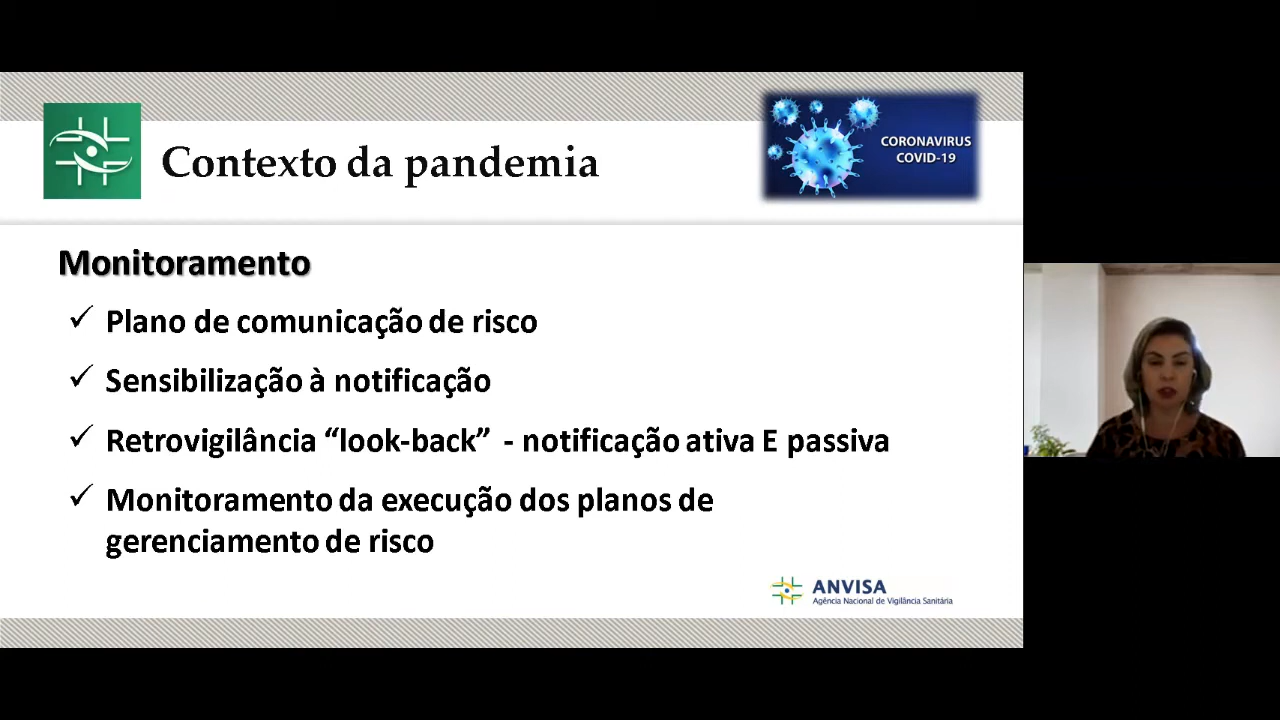 Contexto da pandemia
CORONAVIRUS
COVID-19
Monitoramento
Plano de comunicação de risco
Sensibilização à notificação
Retrovigilância “look-back” - notificação ativa E passiva
Monitoramento da execução dos planos de
gerenciamento de risco
ANVISA
Agência Nacional de Vigilância Sanitária